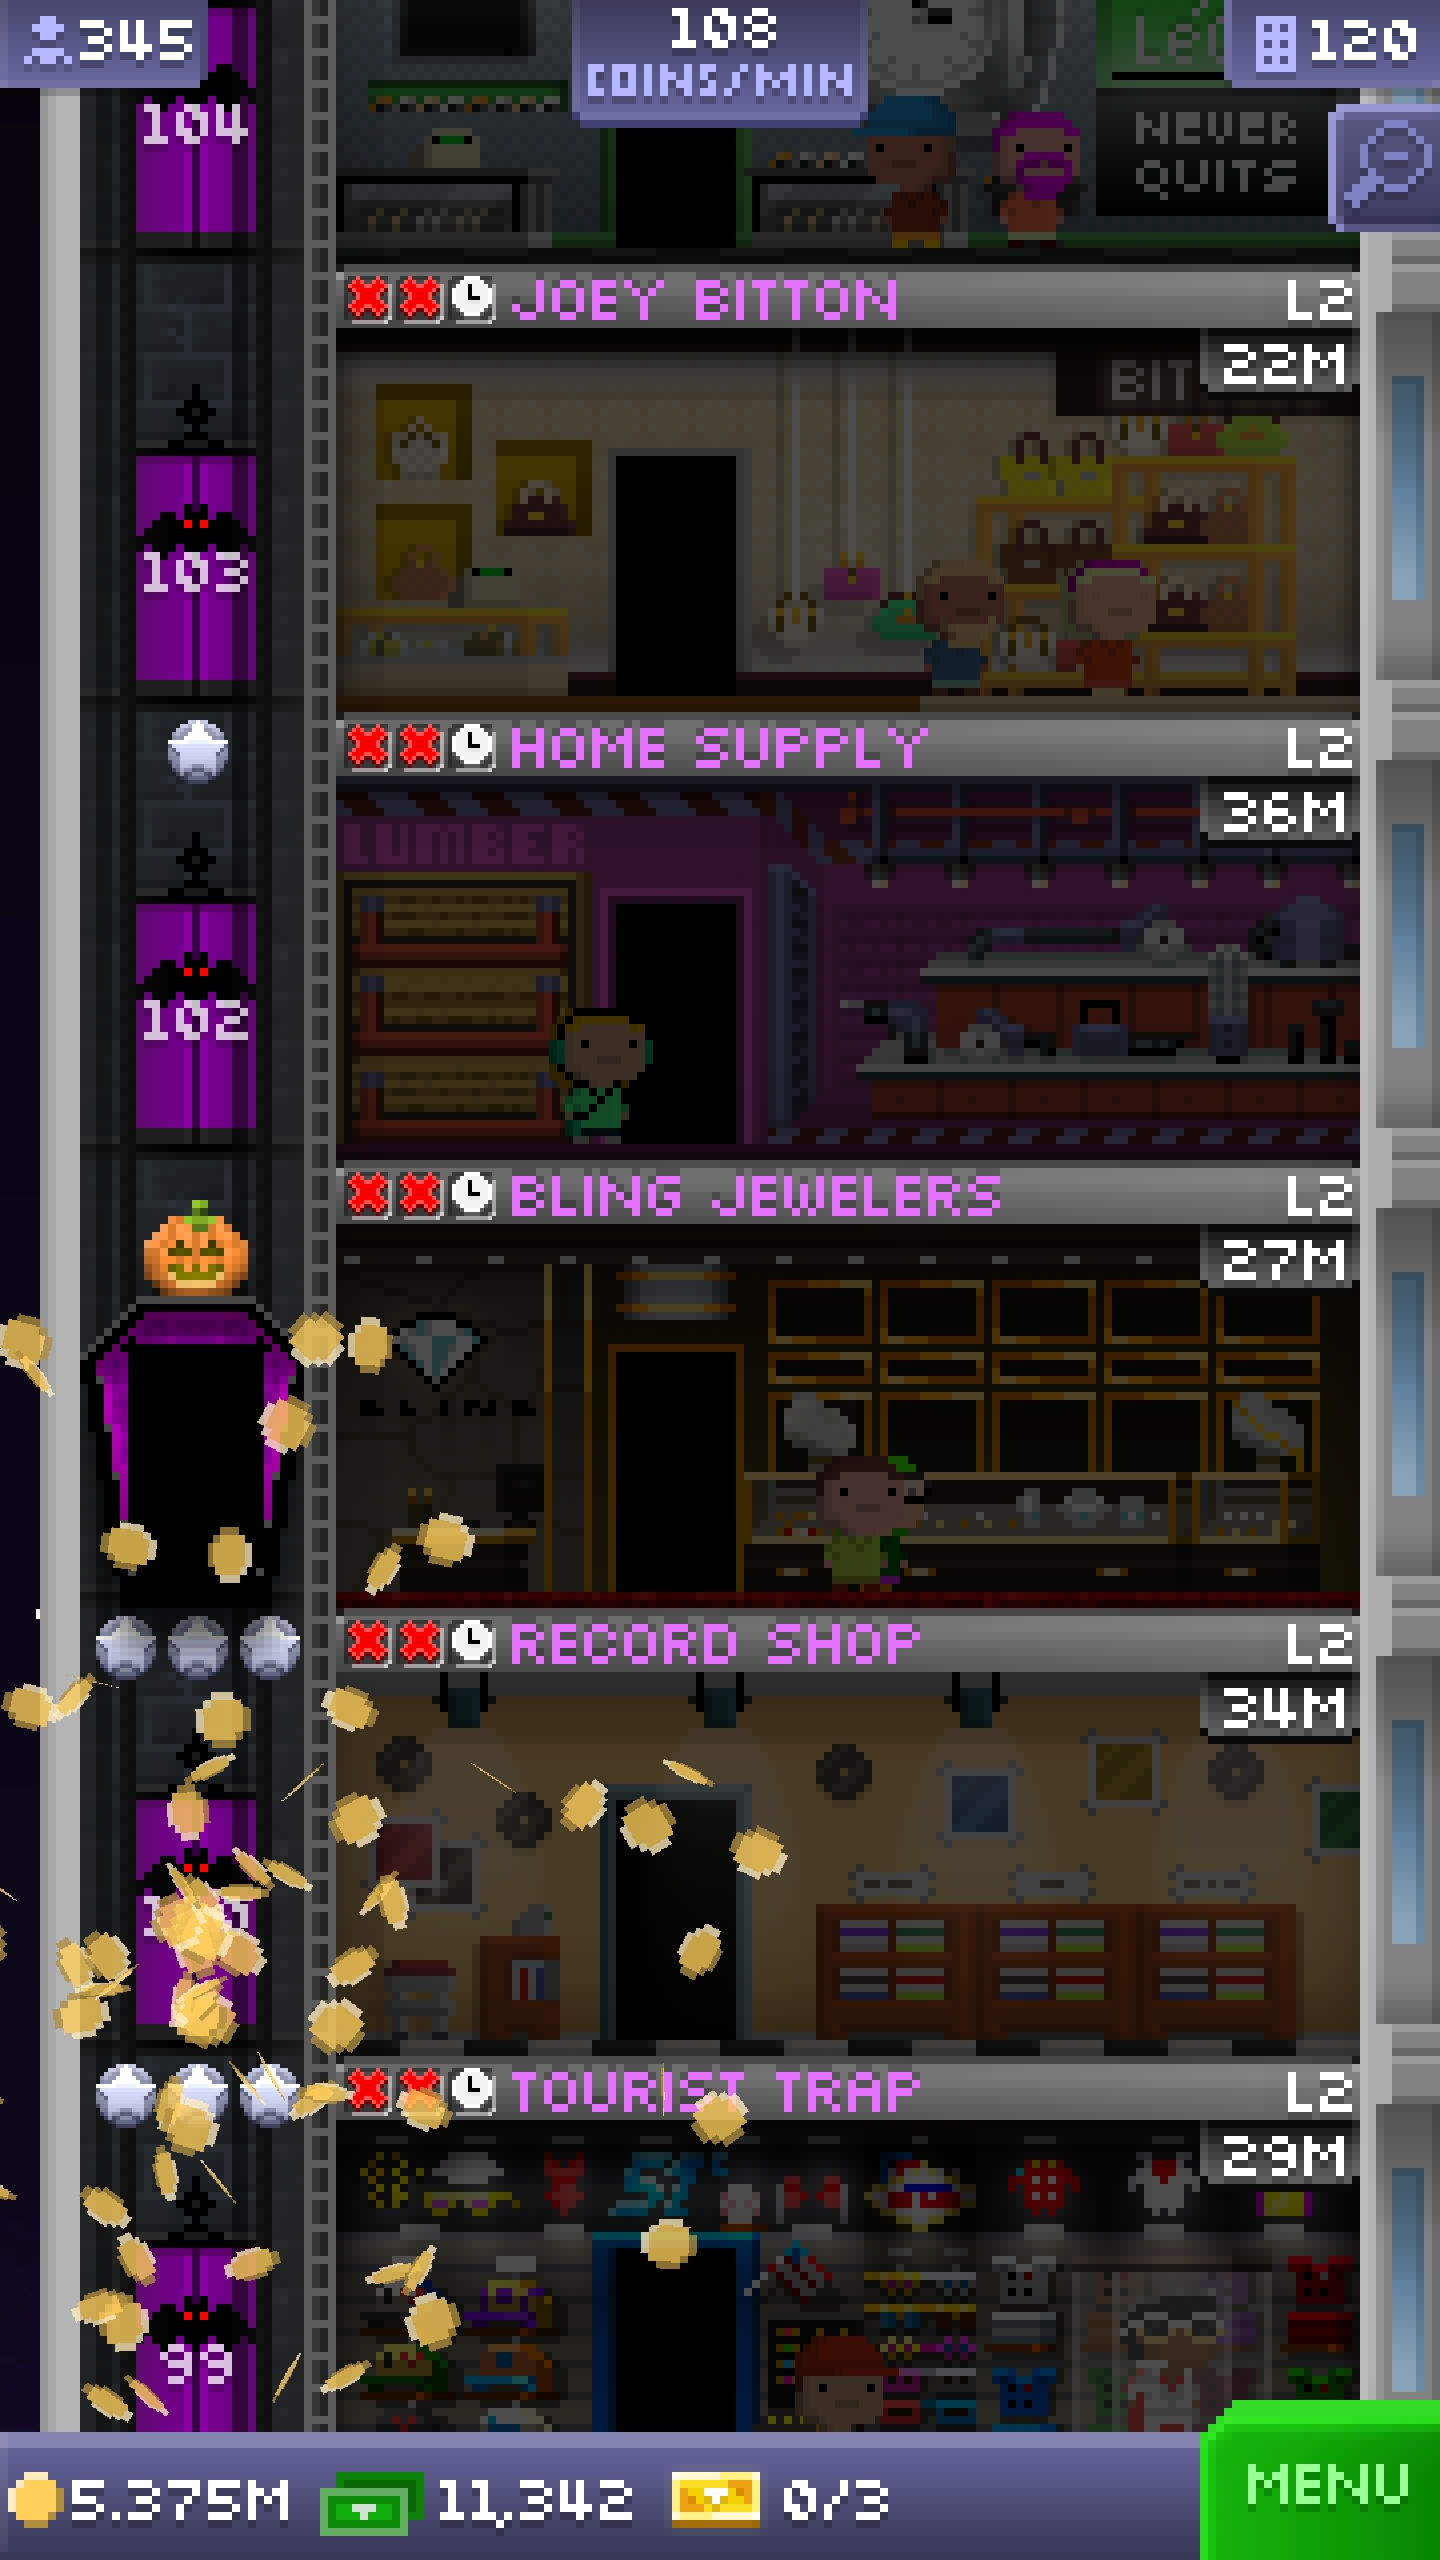 345
108
COINS/MIN
120
104
NEVER
QUITS
JOEY BITTON
L2
22M
BIT
103
HOME SUPPLY
L2
36M
LUMBER
102
BLING JEWELERS
L2
27M
BLING
RECORD SHOP
L2
34M
TOURIST TRAP
L2
29M
99
5.375M
11,342
0/3
MENU